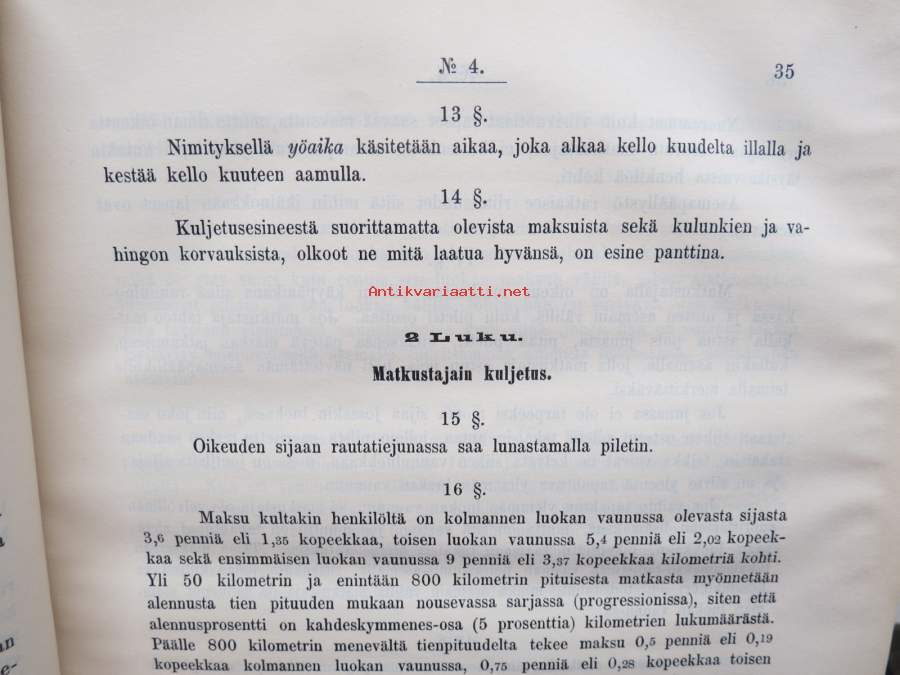 № 4.
35
13 §.
Nimityksellä yöaika käsitetään aikaa, joka alkaa kello kuudelta illalla ja
kestää kello kuuteen aamulla.
14 §.
Kuljetusesineestä suorittamatta olevista maksuista sekä kulunkien ja va-
hingon korvauksista, olkoot ne mitä laatua hyvänsä, on esine panttina.
Antikvariaatti.net
2 Luku.
Matkustajain kuljetus.
15 §.
Oikeuden sijaan rautatiejunassa saa lunastamalla piletin.
16 §.
Maksu kultakin henkilöltä on kolmannen luokan vaunussa olevasta sijasta
3,6 penniä eli 1,35 kopeekkaa, toisen luokan vaunussa 5,4 penniä eli 2,02 kopeek-
kaa sekä ensimmäisen luokan vaunussa 9 penniä eli 3,37 kopeekkaa kilometriä kohti.
Yli 50 kilometrin ja enintään 800 kilometrin pituisesta matkasta myönnetään
alennusta tien pituuden mukaan nousevassa sarjassa (progressionissa), siten että
alennusprosentti on kahdeskymmenes-osa (5 prosenttia) kilometrien lukumäärästä.
Päälle 800 kilometrin menevältä tienpituudelta tekee maksu 0,5 penniä eli 0,19
kopeekkaa kolmannen luokan vaunussa, 0,75 penniä eli 0,28 kopeekkaa toisen